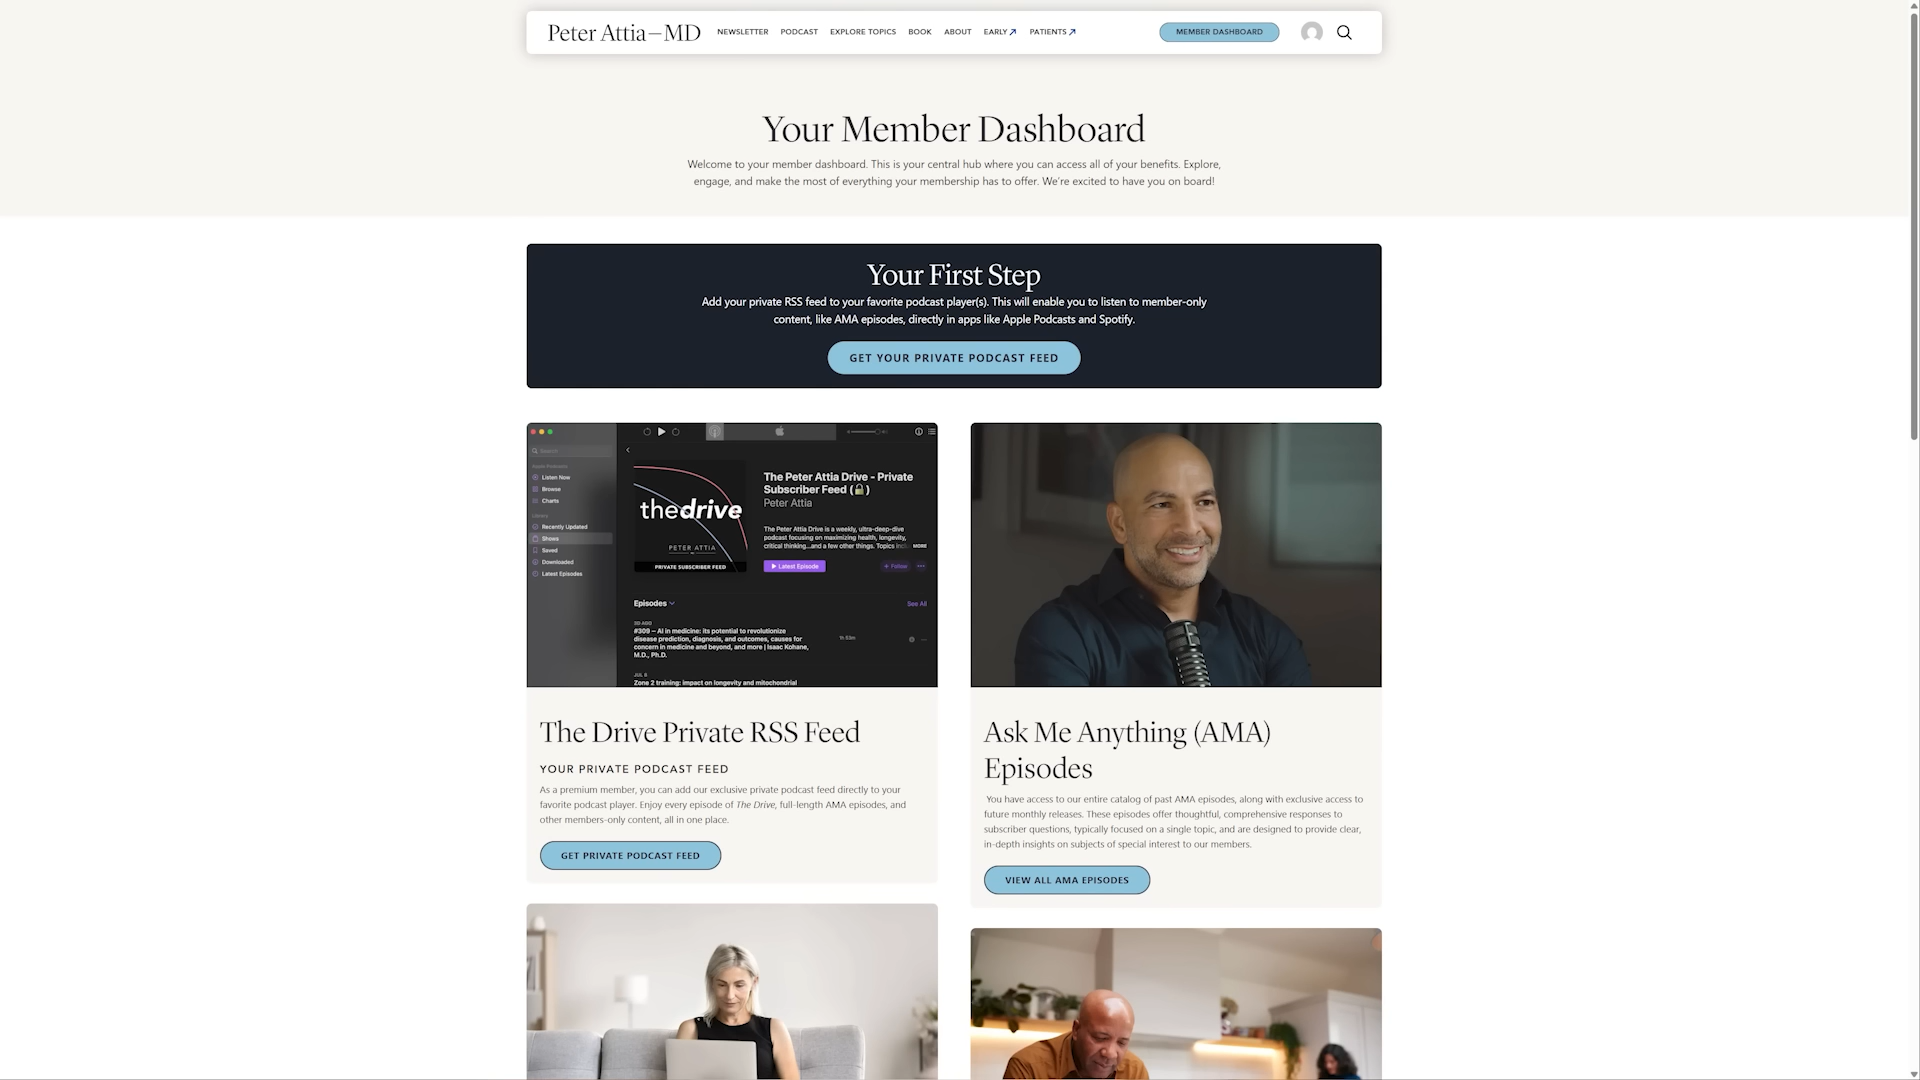 Peter Attia—MD
NEWSLETTER
PODCAST
EXPLORE TOPICS
BOOK
ABOUT
EARLY
PATIENTS
MEMBER DASHBOARD
Your Member Dashboard
Welcome to your member dashboard. This is your central hub where you can access all of your benefits. Explore,
engage, and make the most of everything your membership has to offer. We're excited to have you on board!
Your First Step
Add your private RSS feed to your favorite podcast player(s). This will enable you to listen to member-only
content, like AMA episodes, directly in apps like Apple Podcasts and Spotify.
GET YOUR PRIVATE PODCAST FEED
Search
Apple Podcasts
Listen Now
Browse
Charts
Library
Recently Updated
Shows
Saved
Downloaded
Latest Episodes
thedrive
PETER ATTIA
PRIVATE SUBSCRIBER FEED
The Peter Attia Drive - Private
Subscriber Feed (🔒)
Peter Attia
The Peter Attia Drive is a weekly, ultra-deep-dive
podcast focusing on maximizing health, longevity,
critical thinking...and a few other things. Topics incl MORE
Latest Episode
+ Follow
Episodes
See All
2D AGO
#309 – AI in medicine: its potential to revolutionize
disease prediction, diagnosis, and outcomes, causes for
concern in medicine and beyond, and more | Isaac Kohane,
M.D., Ph.D.
JUL 8
Zone 2 training: impact on longevity and mitochondrial
The Drive Private RSS Feed
YOUR PRIVATE PODCAST FEED
As a premium member, you can add our exclusive private podcast feed directly to your
favorite podcast player. Enjoy every episode of The Drive, full-length AMA episodes, and
other members-only content, all in one place.
GET PRIVATE PODCAST FEED
Ask Me Anything (AMA)
Episodes
You have access to our entire catalog of past AMA episodes, along with exclusive access to
future monthly releases. These episodes offer thoughtful, comprehensive responses to
subscriber questions, typically focused on a single topic, and are designed to provide clear,
in-depth insights on subjects of special interest to our members.
VIEW ALL AMA EPISODES